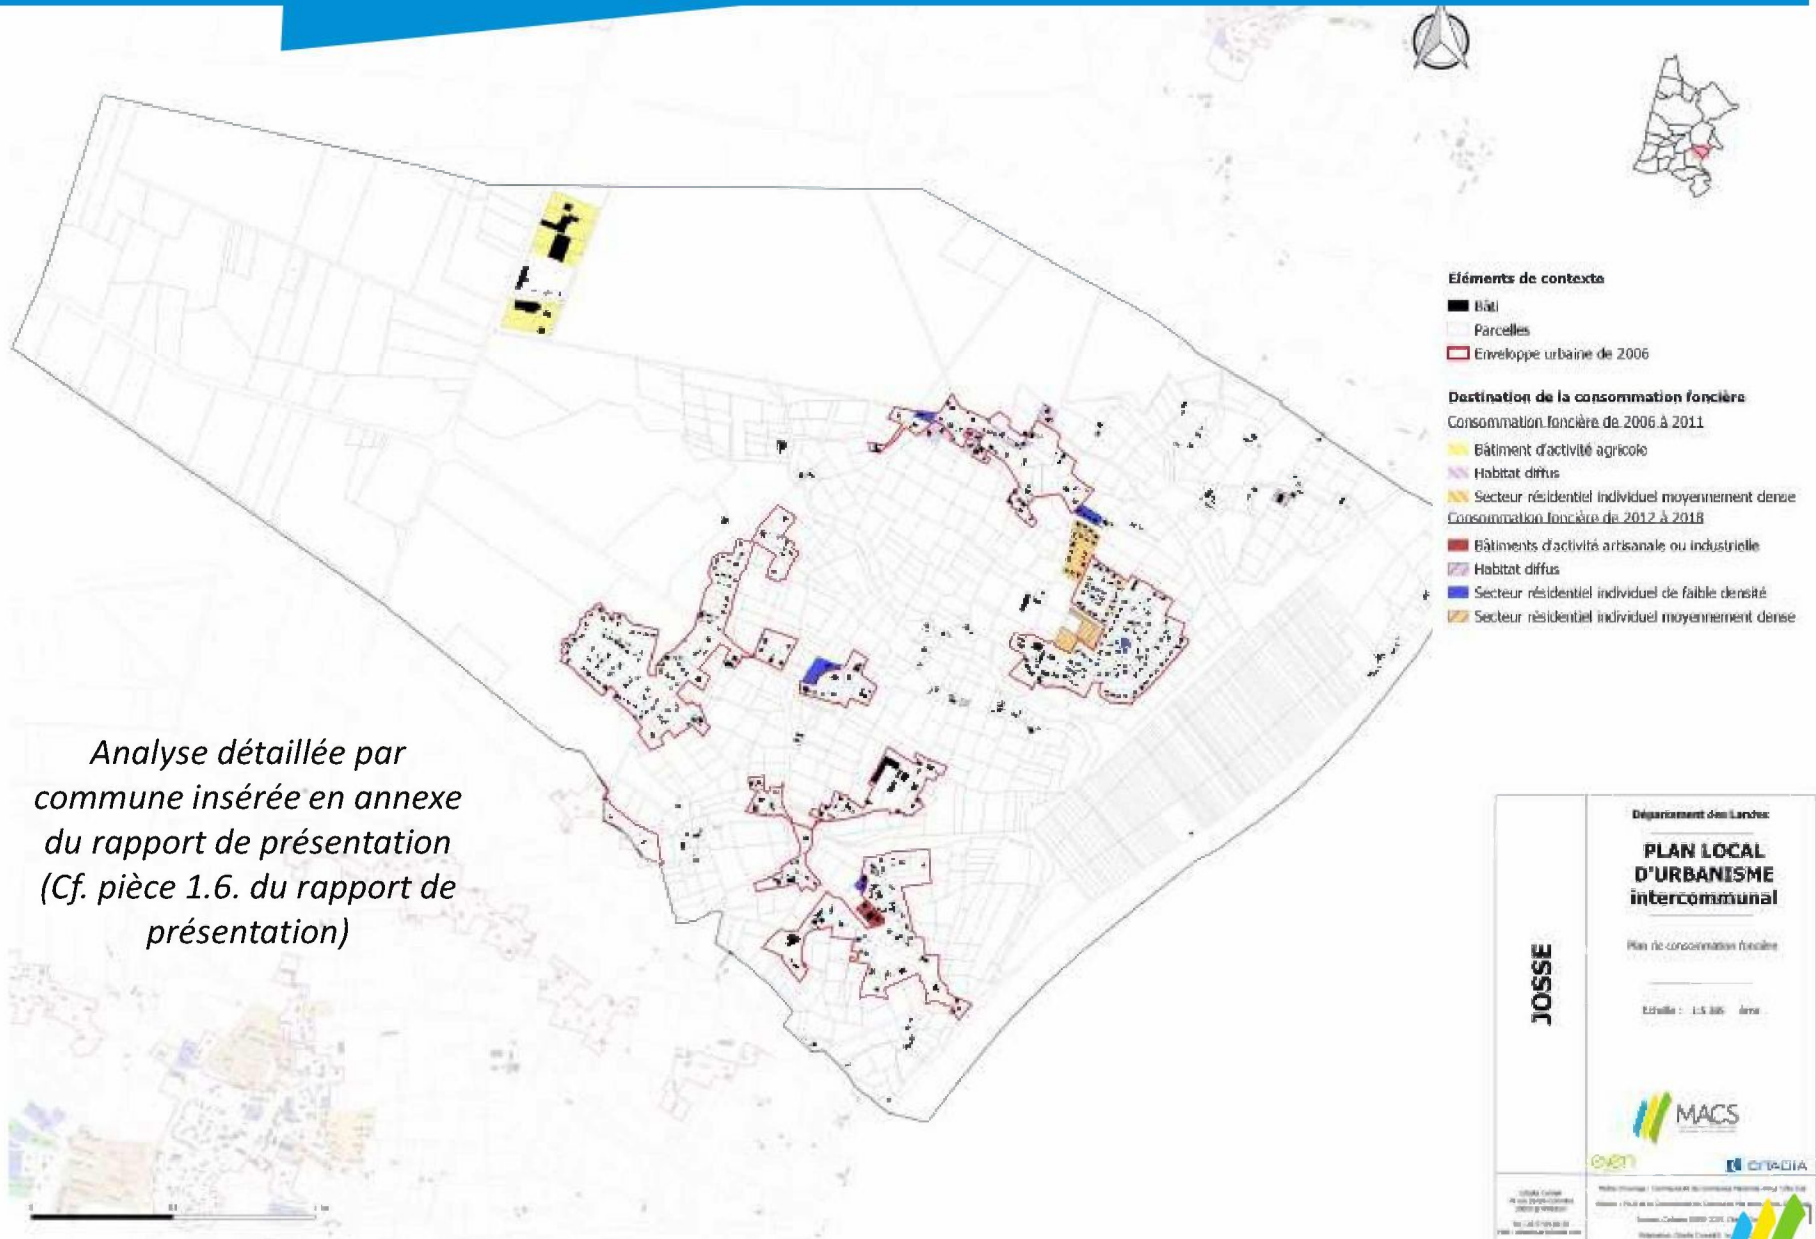 Eléments de contexte
Bâti
Parcelles
Enveloppe urbaine de 2006
Destination de la consommation foncière
Consommation foncière de 2006 à 2011
Bâtiment d'activité agricole
Habitat diffus
Secteur résidentiel individuel moyennement dense
Consommation foncière de 2012 à 2018
Bâtiments d'activité artisanale ou industrielle
Habitat diffus
Secteur résidentiel individuel de faible densité
Secteur résidentiel individuel moyennement dense
Analyse détaillée par
commune insérée en annexe
du rapport de présentation
(Cf. pièce 1.6. du rapport de
présentation)
JOSSE
Département des Landes
PLAN LOCAL
D'URBANISME
intercommunal
Plan de consommation foncière
Echelle :
MACS
even
CITADIA